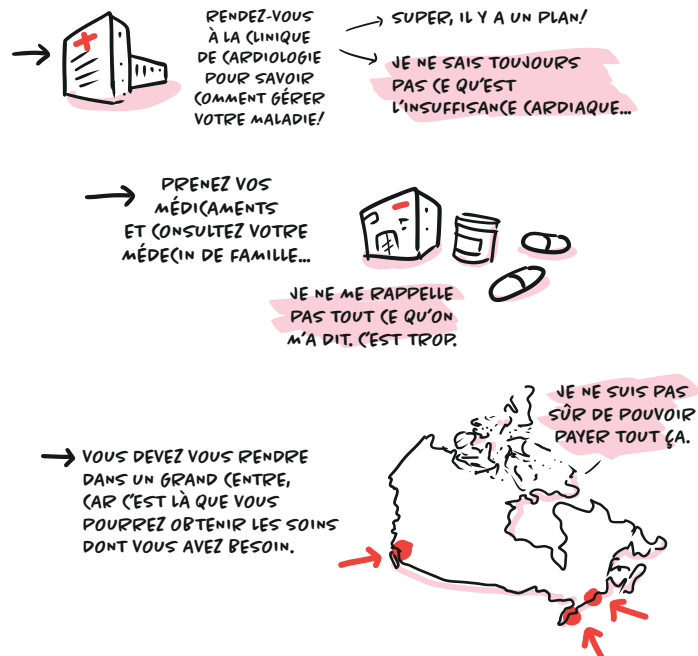 RENDEZ-VOUS
À LA CLINIQUE
DE CARDIOLOGIE
POUR SAVOIR
COMMENT GÉRER
VOTRE MALADIE!
SUPER, IL Y A UN PLAN!
JE NE SAIS TOUJOURS
PAS CE QU'EST
L'INSUFFISANCE CARDIAQUE...
PRENEZ VOS
MÉDICAMENTS
ET CONSULTEZ VOTRE
MÉDECIN DE FAMILLE...
JE NE ME RAPPELLE
PAS TOUT CE QU'ON
M'A DIT. C'EST TROP.
JE NE SUIS PAS
SÛR DE POUVOIR
PAYER TOUT ÇA.
VOUS DEVEZ VOUS RENDRE
DANS UN GRAND CENTRE,
CAR C'EST LÀ QUE VOUS
POURREZ OBTENIR LES SOINS
DONT VOUS AVEZ BESOIN.